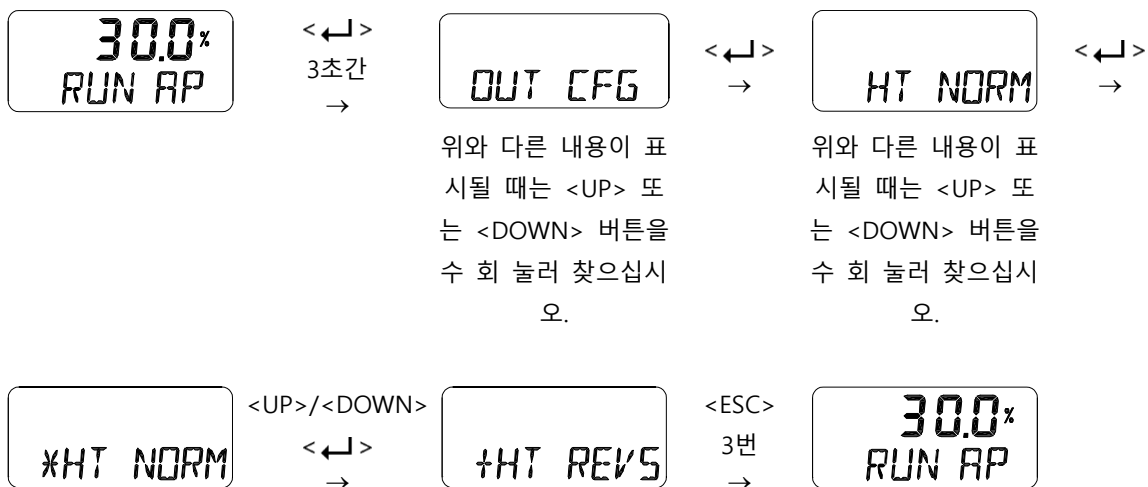 30.0%
RUN AP
< ↵ >
3초간
→
OUT CFG
위와 다른 내용이 표
시될 때는 <UP> 또
는 <DOWN> 버튼을
수 회 눌러 찾으십시
오.
< ↵ >
→
HT NORM
위와 다른 내용이 표
시될 때는 <UP> 또
는 <DOWN> 버튼을
수 회 눌러 찾으십시
오.
< ↵ >
→
*HT NORM
<UP>/<DOWN>
< ↵ >
→
+HT REVS
<ESC>
3번
→
30.0%
RUN AP